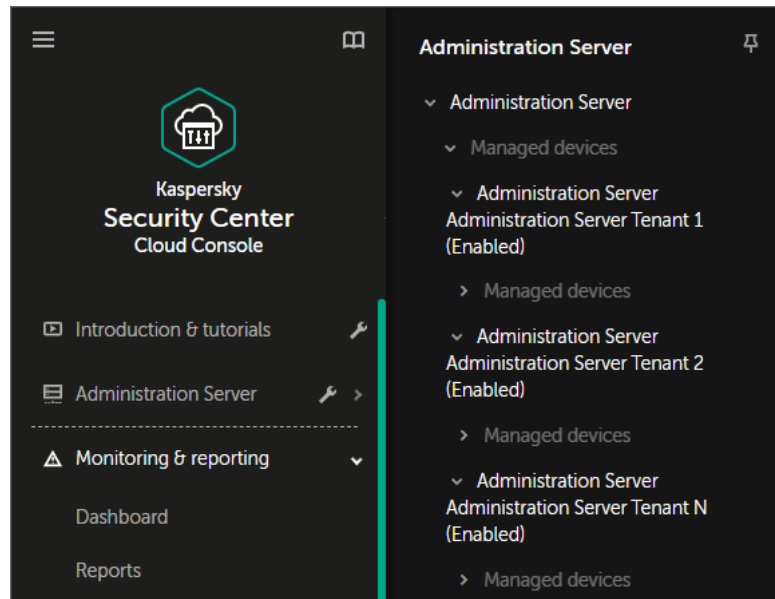 Kaspersky
Security Center
Cloud Console
Introduction & tutorials
Administration Server
Monitoring & reporting
Dashboard
Reports
Administration Server
Administration Server
Managed devices
Administration Server
Administration Server Tenant 1
(Enabled)
Managed devices
Administration Server
Administration Server Tenant 2
(Enabled)
Managed devices
Administration Server
Administration Server Tenant N
(Enabled)
Managed devices